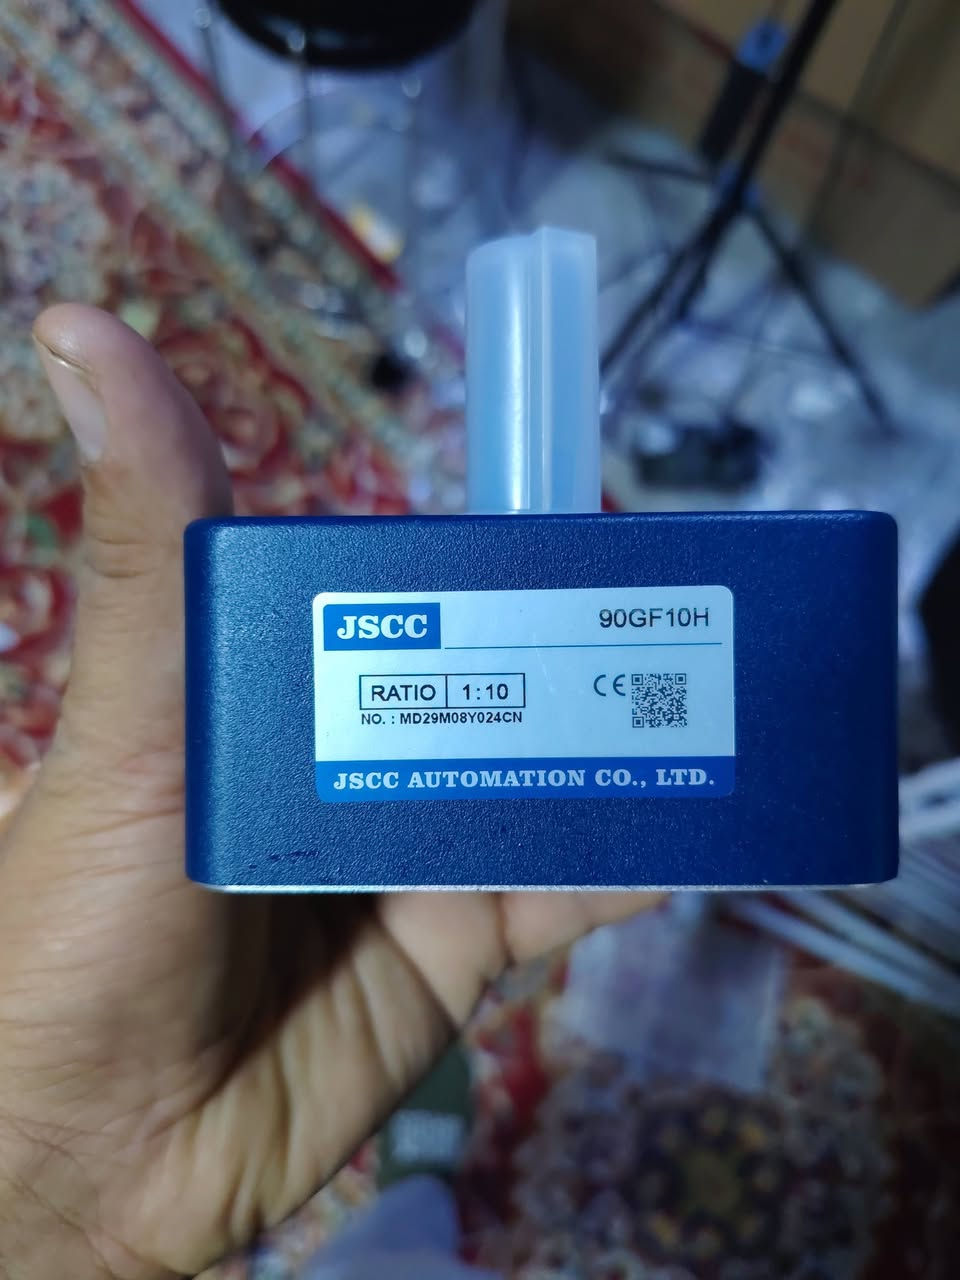 JSCC
90GF10H
RATIO 1:10
CE
NO. : MD29M08Y024CN
JSCC AUTOMATION CO., LTD.